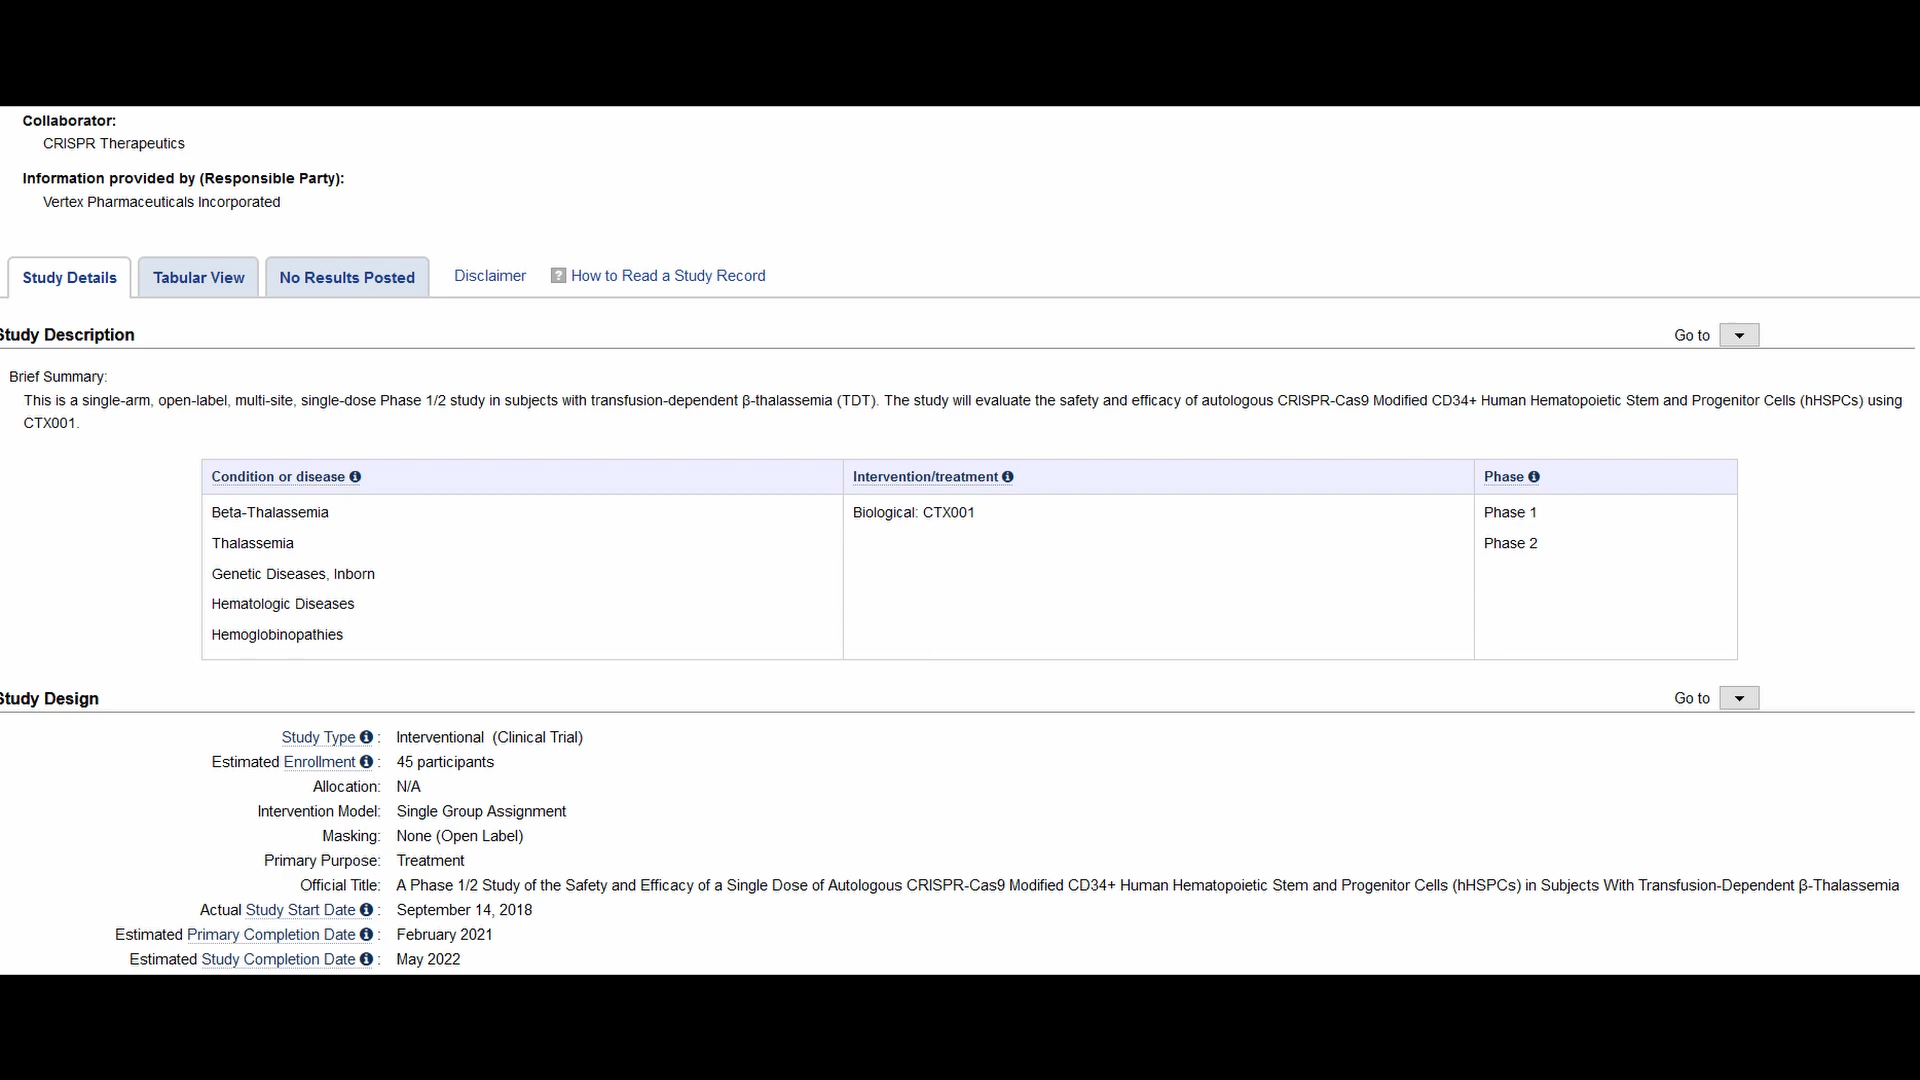 Collaborator:
CRISPR Therapeutics
Information provided by (Responsible Party):
Vertex Pharmaceuticals Incorporated
Study Details
Tabular View
No Results Posted
Disclaimer
? How to Read a Study Record
Study Description
Go to
Brief Summary:
This is a single-arm, open-label, multi-site, single-dose Phase 1/2 study in subjects with transfusion-dependent β-thalassemia (TDT). The study will evaluate the safety and efficacy of autologous CRISPR-Cas9 Modified CD34+ Human Hematopoietic Stem and Progenitor Cells (hHSPCs) using
CTX001.
Condition or disease
Intervention/treatment
Phase
Beta-Thalassemia
Biological: CTX001
Phase 1
Thalassemia
Phase 2
Genetic Diseases, Inborn
Hematologic Diseases
Hemoglobinopathies
Study Design
Go to
Study Type : Interventional (Clinical Trial)
Estimated Enrollment : 45 participants
Allocation: N/A
Intervention Model: Single Group Assignment
Masking: None (Open Label)
Primary Purpose: Treatment
Official Title: A Phase 1/2 Study of the Safety and Efficacy of a Single Dose of Autologous CRISPR-Cas9 Modified CD34+ Human Hematopoietic Stem and Progenitor Cells (hHSPCs) in Subjects With Transfusion-Dependent β-Thalassemia
Actual Study Start Date : September 14, 2018
Estimated Primary Completion Date : February 2021
Estimated Study Completion Date : May 2022